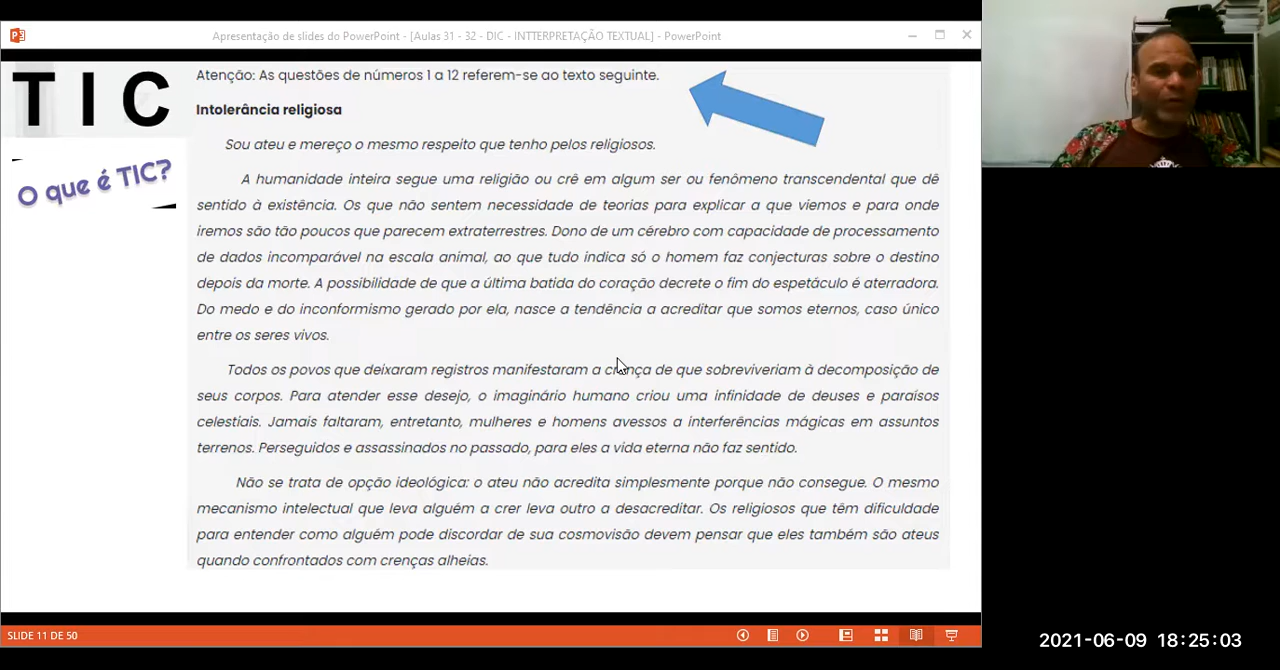 Apresentação de slides do PowerPoint - [Aulas 31 - 32 - DIC - INTTERPRETAÇÃO TEXTUAL] - PowerPoint
TIC
O que é TIC?
Atenção: As questões de números 1 a 12 referem-se ao texto seguinte.
Intolerância religiosa
Sou ateu e mereço o mesmo respeito que tenho pelos religiosos.
A humanidade inteira segue uma religião ou crê em algum ser ou fenômeno transcendental que dê
sentido à existência. Os que não sentem necessidade de teorias para explicar a que viemos e para onde
iremos são tão poucos que parecem extraterrestres. Dono de um cérebro com capacidade de processamento
de dados incomparável na escala animal, ao que tudo indica só o homem faz conjecturas sobre o destino
depois da morte. A possibilidade de que a última batida do coração decrete o fim do espetáculo é aterradora.
Do medo e do inconformismo gerado por ela, nasce a tendência a acreditar que somos eternos, caso único
entre os seres vivos.
Todos os povos que deixaram registros manifestaram a crença de que sobreviveriam à decomposição de
seus corpos. Para atender esse desejo, o imaginário humano criou uma infinidade de deuses e paraísos
celestiais. Jamais faltaram, entretanto, mulheres e homens avessos a interferências mágicas em assuntos
terrenos. Perseguidos e assassinados no passado, para eles a vida eterna não faz sentido.
Não se trata de opção ideológica: o ateu não acredita simplesmente porque não consegue. O mesmo
mecanismo intelectual que leva alguém a crer leva outro a desacreditar. Os religiosos que têm dificuldade
para entender como alguém pode discordar de sua cosmovisão devem pensar que eles também são ateus
quando confrontados com crenças alheias.
SLIDE 11 DE 50
2021-06-09 18:25:03